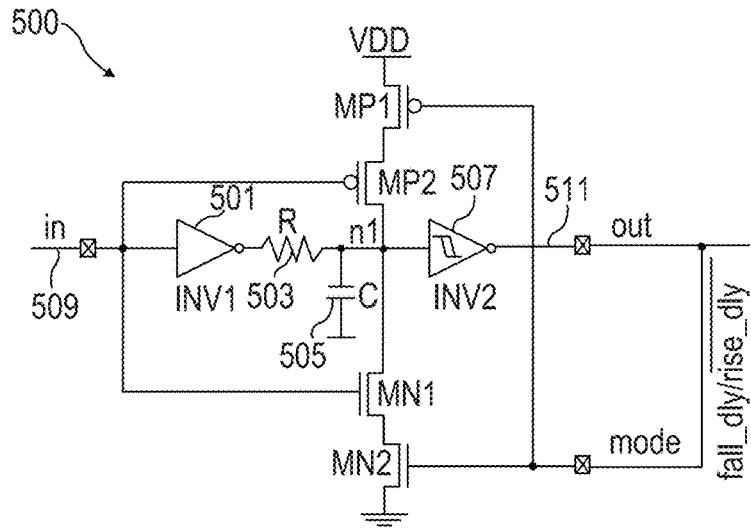 500
VDD
MP1
MP2
507
501
511
in
R
n1
out
509
INV1
503
C
INV2
505
MN1
MN2
mode
fall_dly/rise_dly